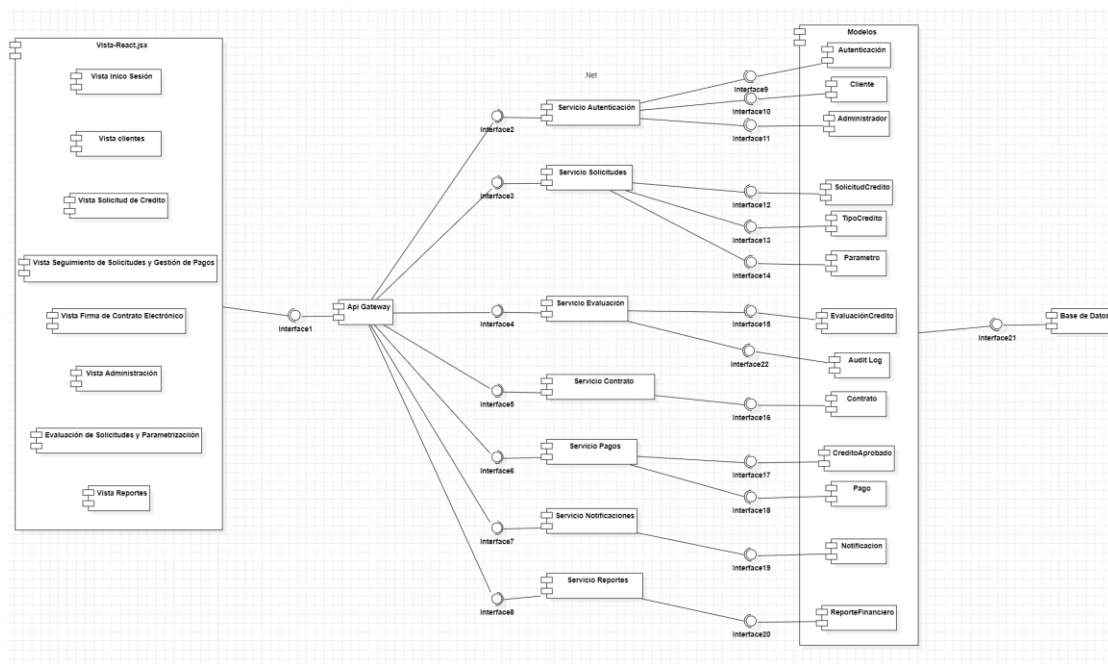 Vista-React.jsx
Vista Inico Sesión
Vista clientes
Vista Solicitud de Credito
Vista Seguimiento de Solicitudes y Gestión de Pagos
Vista Firma de Contrato Electrónico
Vista Administración
Evaluación de Solicitudes y Parametrizaciión
Vista Reportes
Interface1
Api Gateway
.Net
Interface2
Interface3
Interface4
Interface5
Interface6
Interface7
Interface8
Servicio Autenticación
Servicio Solicitudes
Servicio Evaluación
Servicio Contrato
Servicio Pagos
Servicio Notificaciones
Servicio Reportes
Interface9
Interface10
Interface11
Interface12
Interface13
Interface14
Interface15
Interface22
Interface16
Interface17
Interface18
Interface19
Interface20
Modelos
Autenticación
Cliente
Administrador
SolicitudCredito
TipoCredito
Parametro
EvaluaciónCredito
Audit Log
Contrato
CreditoAprobado
Pago
Notificacion
ReporteFinanciero
Interface21
Base de Datos